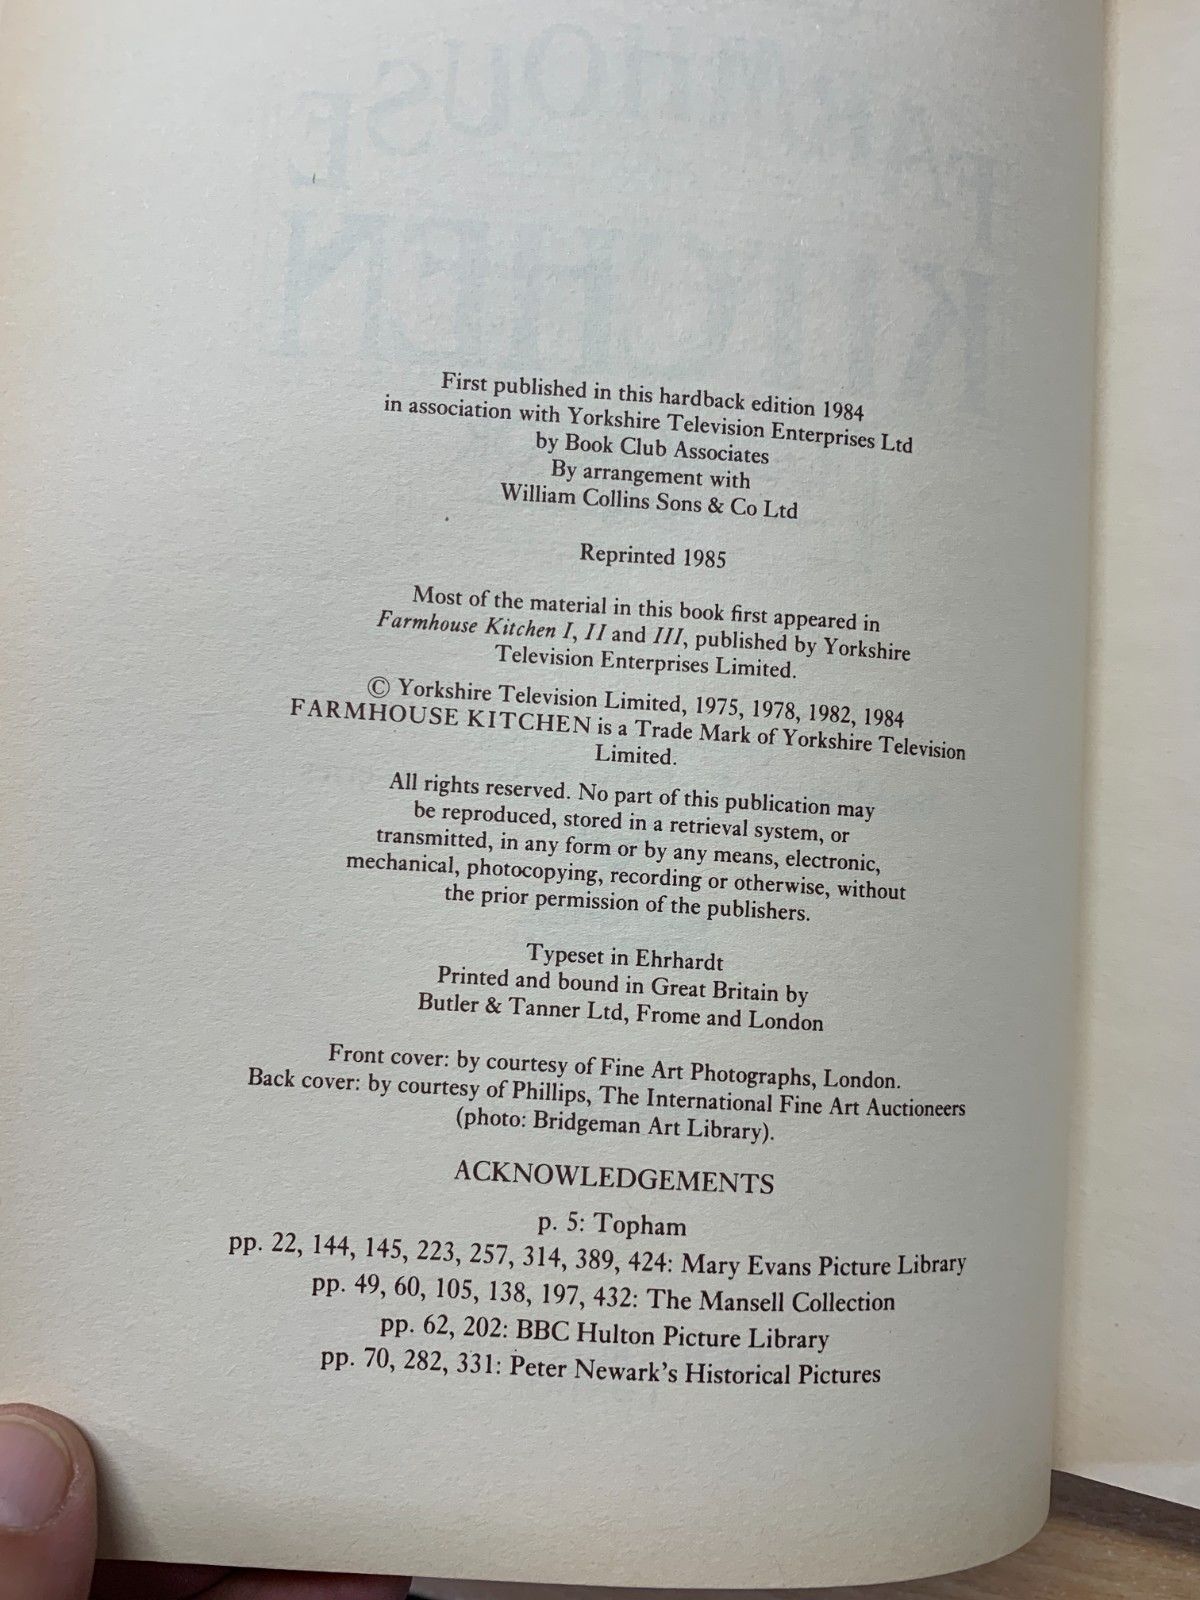 First published in this hardback edition 1984
in association with Yorkshire Television Enterprises Ltd
by Book Club Associates
By arrangement with
William Collins Sons & Co Ltd
Reprinted 1985
Most of the material in this book first appeared in
Farmhouse Kitchen I, II and III, published by Yorkshire
Television Enterprises Limited.
© Yorkshire Television Limited, 1975, 1978, 1982, 1984
FARMHOUSE KITCHEN is a Trade Mark of Yorkshire Television
Limited.
All rights reserved. No part of this publication may
be reproduced, stored in a retrieval system, or
transmitted, in any form or by any means, electronic,
mechanical, photocopying, recording or otherwise, without
the prior permission of the publishers.
Typeset in Ehrhardt
Printed and bound in Great Britain by
Butler & Tanner Ltd, Frome and London
Front cover: by courtesy of Fine Art Photographs, London.
Back cover: by courtesy of Phillips, The International Fine Art Auctioneers
(photo: Bridgeman Art Library).
ACKNOWLEDGEMENTS
p. 5: Topham
pp. 22, 144, 145, 223, 257, 314, 389, 424: Mary Evans Picture Library
pp. 49, 60, 105, 138, 197, 432: The Mansell Collection
pp. 62, 202: BBC Hulton Picture Library
pp. 70, 282, 331: Peter Newark's Historical Pictures